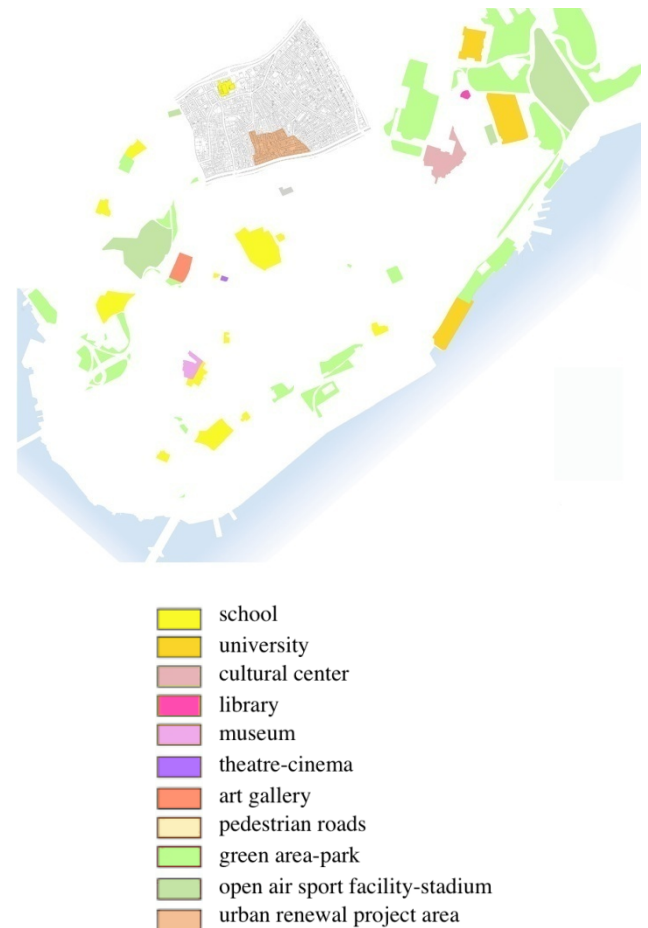 school
university
cultural center
library
museum
theatre-cinema
art gallery
pedestrian roads
green area-park
open air sport facility-stadium
urban renewal project area